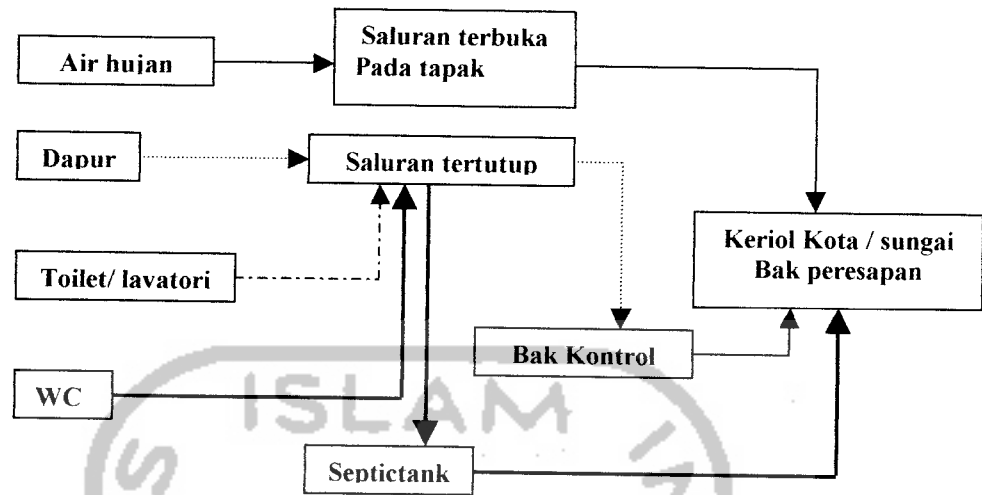 Air hujan
Saluran terbuka
Pada tapak
Dapur
Saluran tertutup
Toilet/ lavatori
Keriol Kota / sungai
Bak peresapan
Bak Kontrol
WC
ISLAM
Septictank